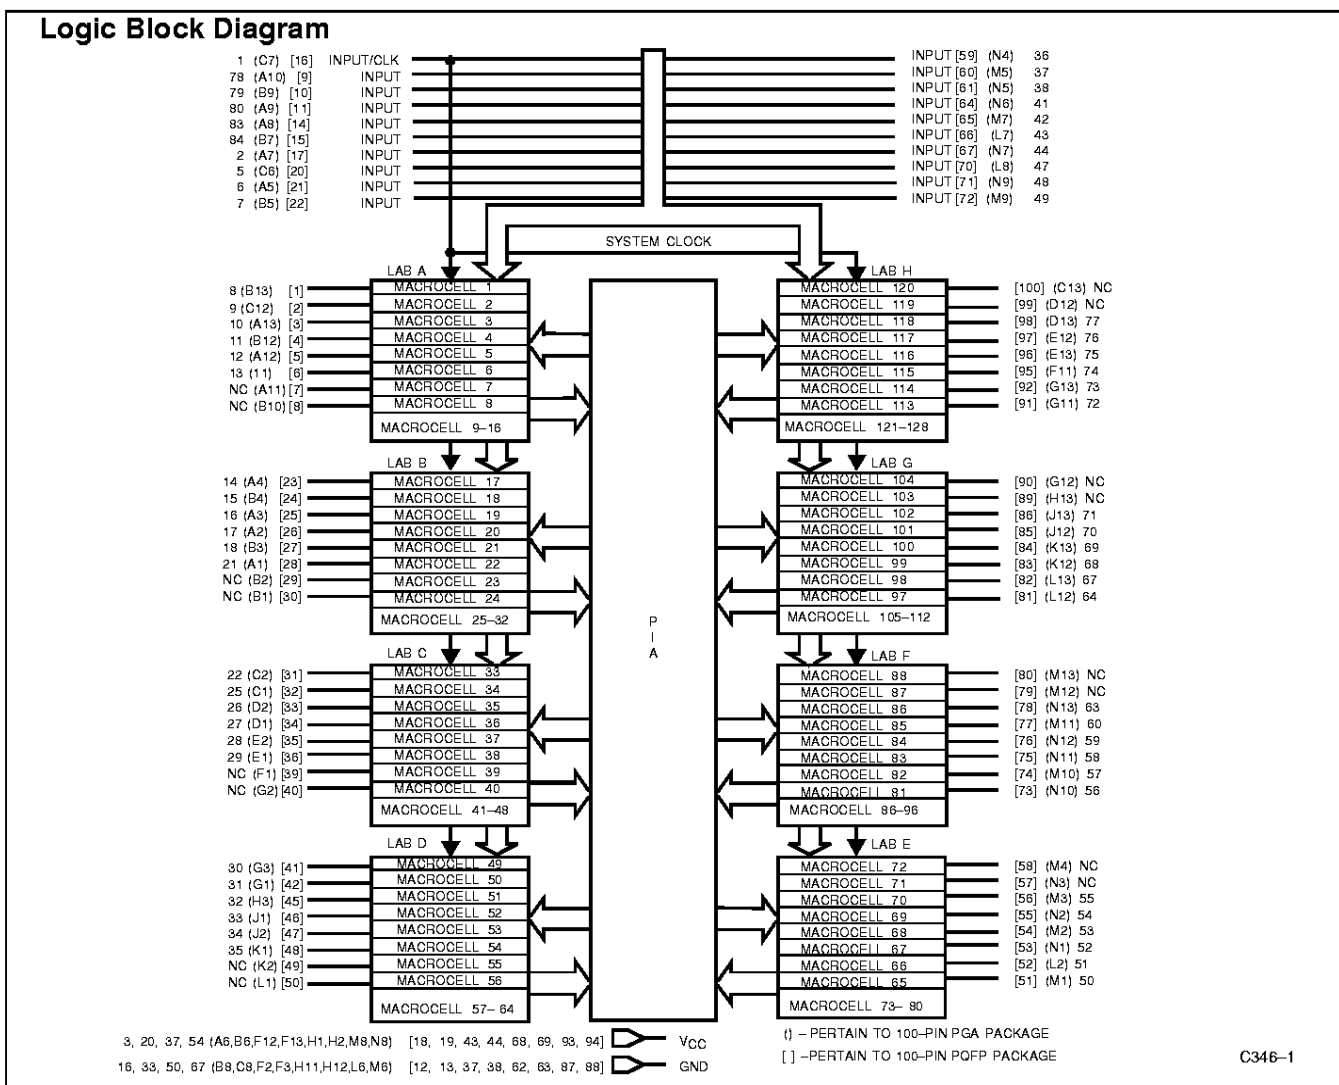 Logic Block Diagram
1 (C7) [16] INPUT/CLK
78 (A10) [9] INPUT
79 (B9) [10] INPUT
80 (A9) [11] INPUT
83 (A8) [14] INPUT
84 (B7) [15] INPUT
2 (A7) [17] INPUT
5 (C6) [20] INPUT
6 (A5) [21] INPUT
7 (B5) [22] INPUT
INPUT [59] (N4) 36
INPUT [60] (M5) 37
INPUT [61] (N5) 38
INPUT [64] (N6) 41
INPUT [65] (M7) 42
INPUT [66] (L7) 43
INPUT [67] (N7) 44
INPUT [70] (L8) 47
INPUT [71] (N9) 48
INPUT [72] (M9) 49
SYSTEM CLOCK
LAB A
8 (B13) [1] MACROCELL 1
9 (C12) [2] MACROCELL 2
10 (A13) [3] MACROCELL 3
11 (B12) [4] MACROCELL 4
12 (A12) [5] MACROCELL 5
13 (11) [6] MACROCELL 6
NC (A11) [7] MACROCELL 7
NC (B10) [8] MACROCELL 8
MACROCELL 9–16
LAB B
14 (A4) [23] MACROCELL 17
15 (B4) [24] MACROCELL 18
16 (A3) [25] MACROCELL 19
17 (A2) [26] MACROCELL 20
18 (B3) [27] MACROCELL 21
21 (A1) [28] MACROCELL 22
NC (B2) [29] MACROCELL 23
NC (B1) [30] MACROCELL 24
MACROCELL 25–32
LAB C
22 (C2) [31] MACROCELL 33
25 (C1) [32] MACROCELL 34
26 (D2) [33] MACROCELL 35
27 (D1) [34] MACROCELL 36
28 (E2) [35] MACROCELL 37
29 (E1) [36] MACROCELL 38
NC (F1) [39] MACROCELL 39
NC (G2) [40] MACROCELL 40
MACROCELL 41–48
LAB D
30 (G3) [41] MACROCELL 49
31 (G1) [42] MACROCELL 50
32 (H3) [45] MACROCELL 51
33 (J1) [46] MACROCELL 52
34 (J2) [47] MACROCELL 53
35 (K1) [48] MACROCELL 54
NC (K2) [49] MACROCELL 55
NC (L1) [50] MACROCELL 56
MACROCELL 57– 64
P
I
A
LAB H
MACROCELL 120 [100] (C13) NC
MACROCELL 119 [99] (D12) NC
MACROCELL 118 [98] (D13) 77
MACROCELL 117 [97] (E12) 76
MACROCELL 116 [96] (E13) 75
MACROCELL 115 [95] (F11) 74
MACROCELL 114 [92] (G13) 73
MACROCELL 113 [91] (G11) 72
MACROCELL 121–128
LAB G
MACROCELL 104 [90] (G12) NC
MACROCELL 103 [89] (H13) NC
MACROCELL 102 [86] (J13) 71
MACROCELL 101 [85] (J12) 70
MACROCELL 100 [84] (K13) 69
MACROCELL 99 [83] (K12) 68
MACROCELL 98 [82] (L13) 67
MACROCELL 97 [81] (L12) 64
MACROCELL 105–112
LAB F
MACROCELL 88 [80] (M13) NC
MACROCELL 87 [79] (M12) NC
MACROCELL 86 [78] (N13) 63
MACROCELL 85 [77] (M11) 60
MACROCELL 84 [76] (N12) 59
MACROCELL 83 [75] (N11) 58
MACROCELL 82 [74] (M10) 57
MACROCELL 81 [73] (N10) 56
MACROCELL 86–96
LAB E
MACROCELL 72 [58] (M4) NC
MACROCELL 71 [57] (N3) NC
MACROCELL 70 [56] (M3) 55
MACROCELL 69 [55] (N2) 54
MACROCELL 68 [54] (M2) 53
MACROCELL 67 [53] (N1) 52
MACROCELL 66 [52] (L2) 51
MACROCELL 65 [51] (M1) 50
MACROCELL 73– 80
3, 20, 37, 54 (A6,B6,F12,F13,H1,H2,M8,N8) [18, 19, 43, 44, 68, 69, 93, 94] VCC
16, 33, 50, 67 (B8,C8,F2,F3,H11,H12,L6,M6) [12, 13, 37, 38, 62, 63, 87, 88] GND
() – PERTAIN TO 100–PIN PGA PACKAGE
[ ] –PERTAIN TO 100–PIN PQFP PACKAGE
C346–1